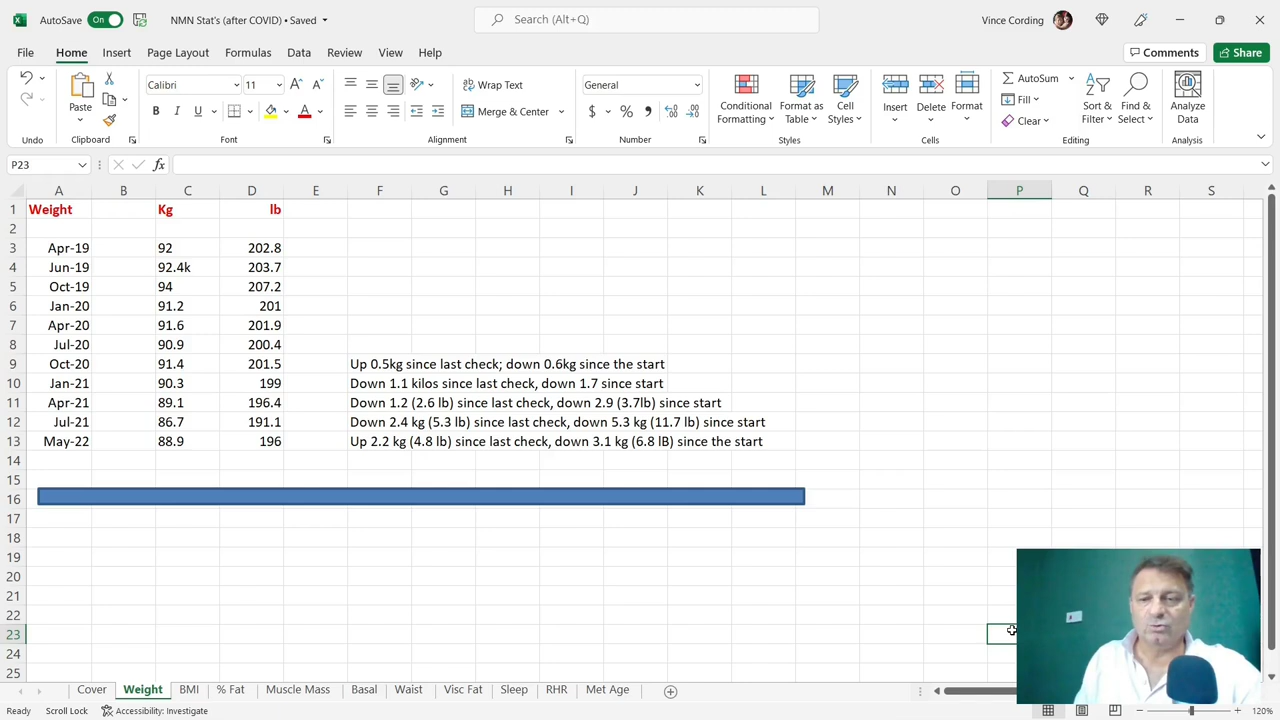 AutoSave On NMN Stat's (after COVID) • Saved Search (Alt+Q) Vince Cording
File Home Insert Page Layout Formulas Data Review View Help Comments Share
Paste Calibri 11 Wrap Text General Conditional Formatting Format as Table Cell Styles Insert Delete Format AutoSum Sort & Filter Find & Select Analyze Data
B I U Merge & Center $ % Fill
Clear
Undo Clipboard Font Alignment Number Styles Cells Editing Analysis
P23 fx
A B C D E F G H I J K L M N O P Q R S
1 Weight Kg lb
2
3 Apr-19 92 202.8
4 Jun-19 92.4k 203.7
5 Oct-19 94 207.2
6 Jan-20 91.2 201
7 Apr-20 91.6 201.9
8 Jul-20 90.9 200.4
9 Oct-20 91.4 201.5 Up 0.5kg since last check; down 0.6kg since the start
10 Jan-21 90.3 199 Down 1.1 kilos since last check, down 1.7 since start
11 Apr-21 89.1 196.4 Down 1.2 (2.6 lb) since last check, down 2.9 (3.7lb) since start
12 Jul-21 86.7 191.1 Down 2.4 kg (5.3 lb) since last check, down 5.3 kg (11.7 lb) since start
13 May-22 88.9 196 Up 2.2 kg (4.8 lb) since last check, down 3.1 kg (6.8 lB) since the start
14
15
16
17
18
19
20
21
22
23
24
25
Cover Weight BMI % Fat Muscle Mass Basal Waist Visc Fat Sleep RHR Met Age
Ready Scroll Lock Accessibility: Investigate 120%